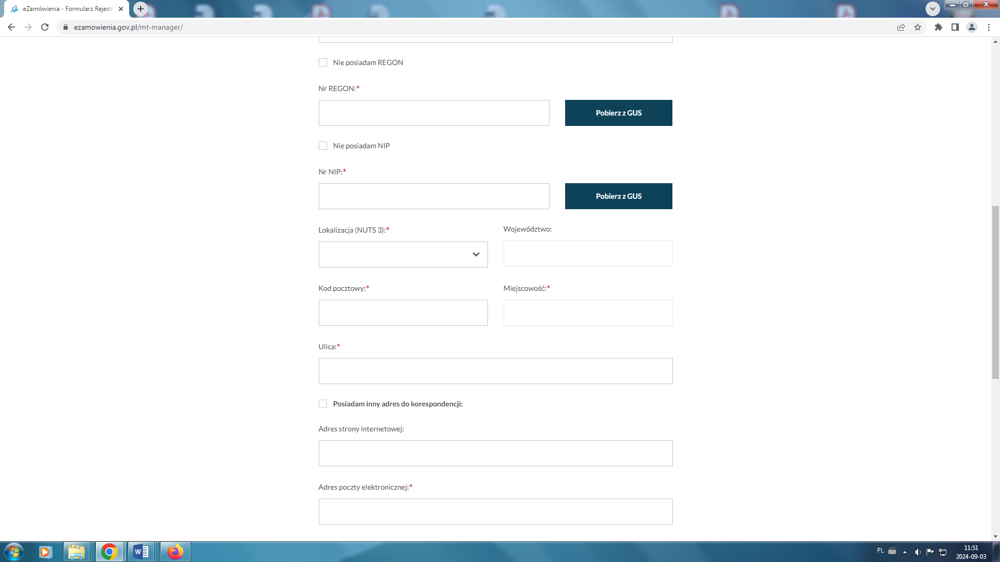 eZamówienia - Formularz Rejestr
ezamowienia.gov.pl/mt-manager/
Nie posiadam REGON
Nr REGON:*
Pobierz z GUS
Nie posiadam NIP
Nr NIP:*
Pobierz z GUS
Lokalizacja (NUTS 3):*
Województwo:
Kod pocztowy:*
Miejscowość:*
Ulica:*
Posiadam inny adres do korespondencji:
Adres strony internetowej:
Adres poczty elektronicznej:*
PL
11:51
2024-09-03